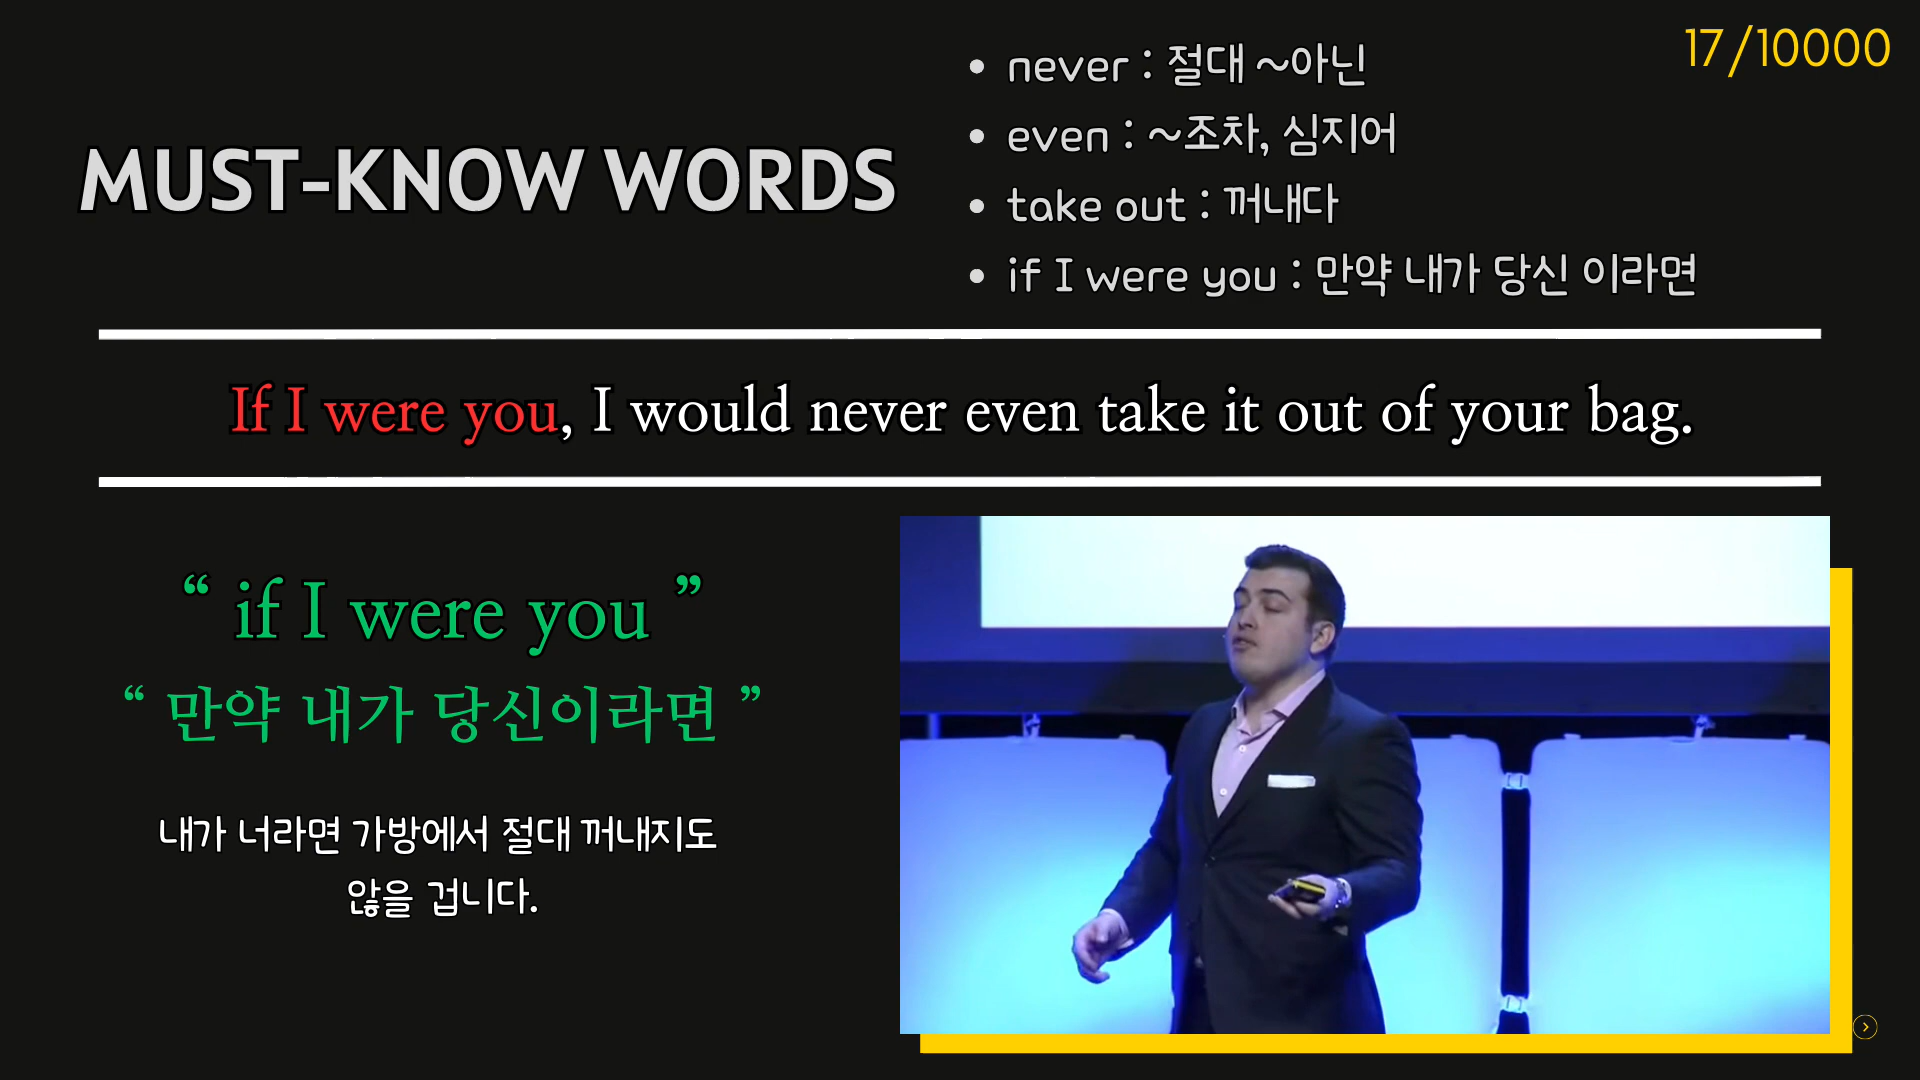 17/10000
MUST-KNOW WORDS
• never : 절대 ~아닌
• even : ~조차, 심지어
• take out : 꺼내다
• if I were you : 만약 내가 당신 이라면
If I were you, I would never even take it out of your bag.
“ if I were you ”
“ 만약 내가 당신이라면 ”
내가 너라면 가방에서 절대 꺼내지도
않을 겁니다.